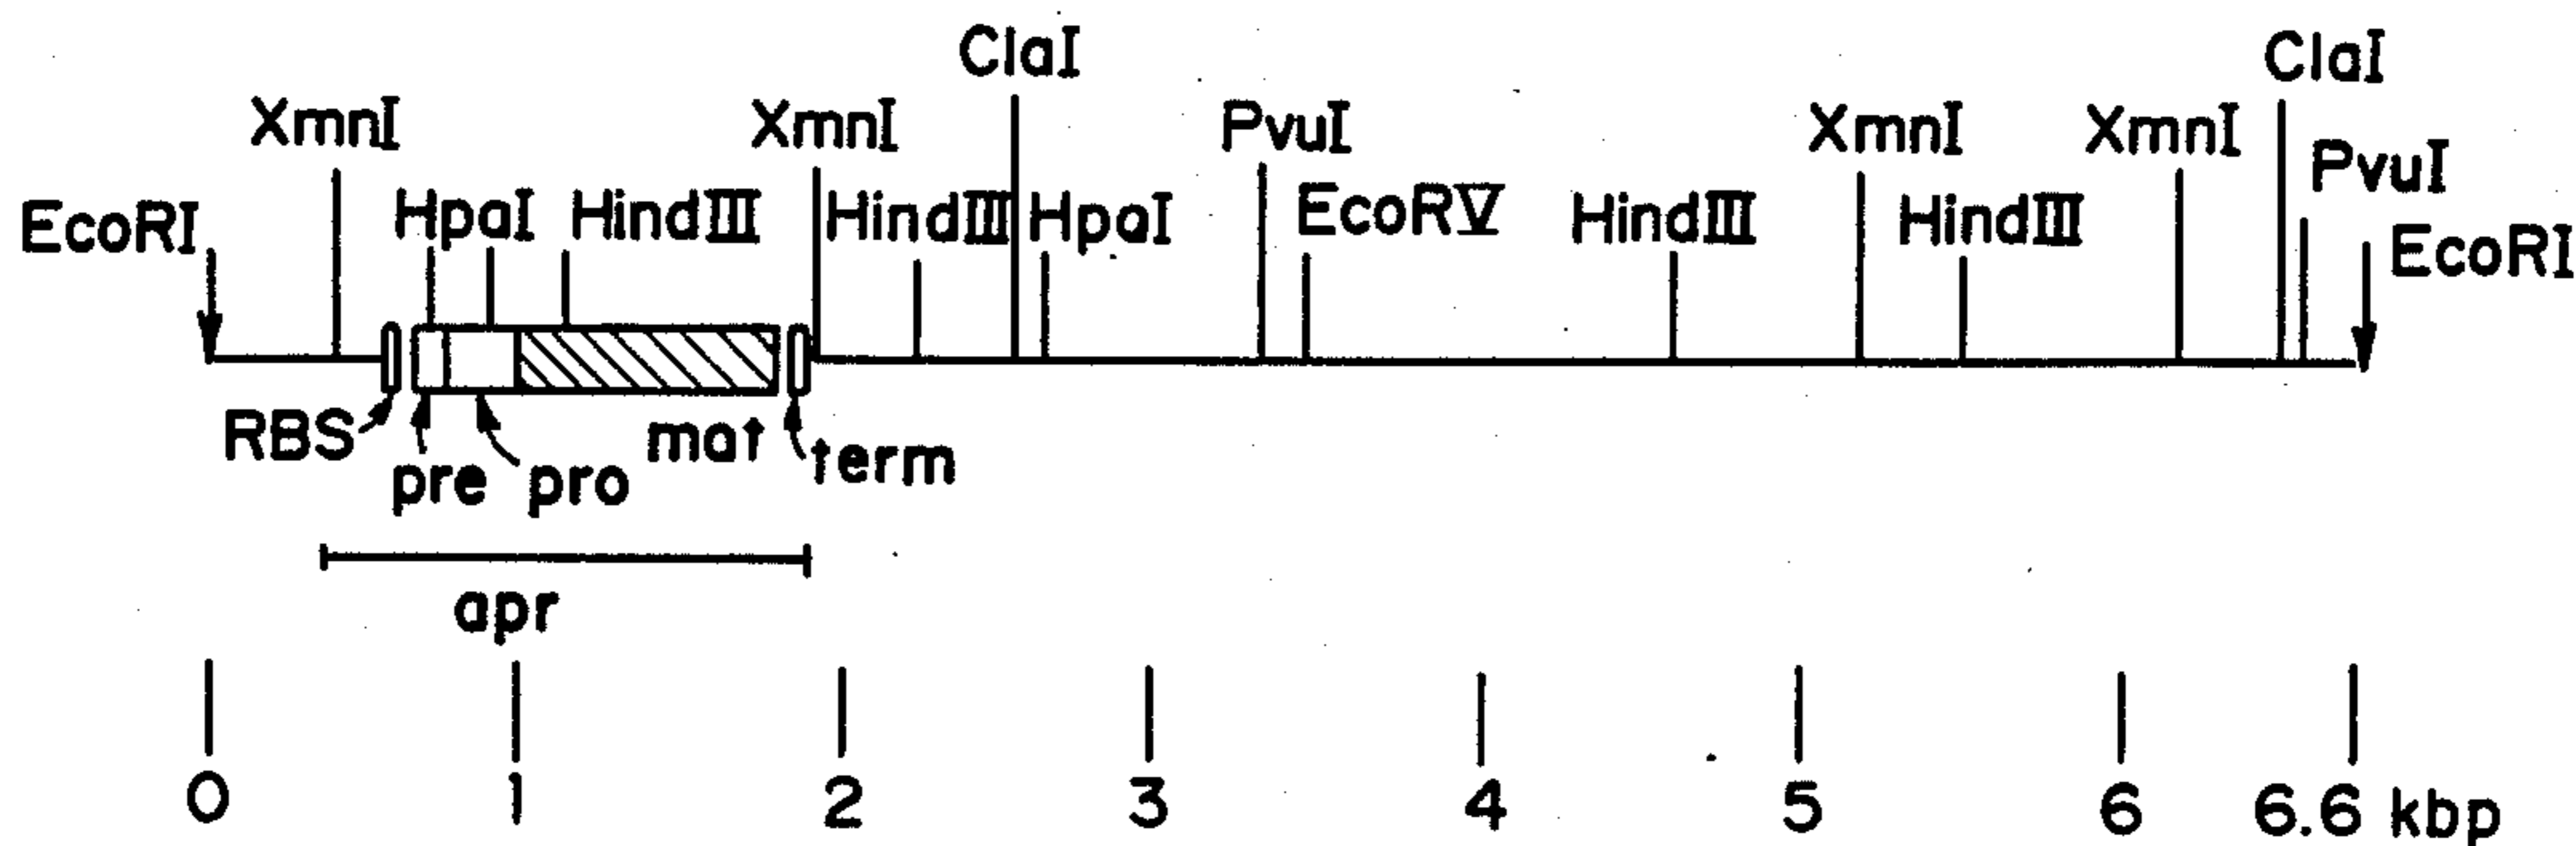 ClaI ClaI
XmnI XmnI PvuI XmnI XmnI PvuI
EcoRI HpaI HindIII HindIII HpaI EcoRV HindIII HindIII EcoRI
RBS pre pro mat term
apr
0 1 2 3 4 5 6 6.6 kbp